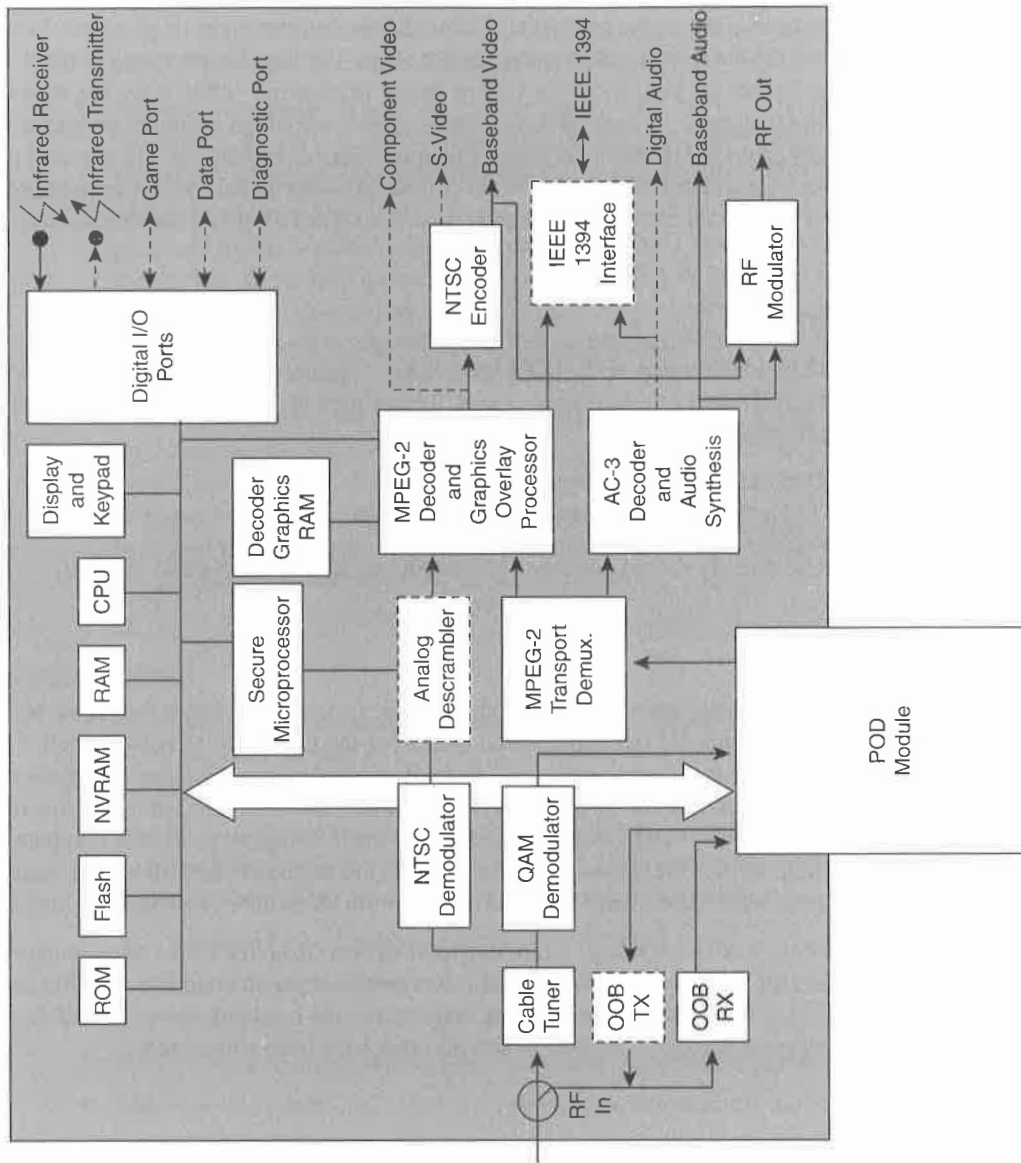 ROM
Flash
NVRAM
RAM
CPU
Display
and
Keypad
Digital I/O
Ports
Infrared Receiver
Infrared Transmitter
Game Port
Data Port
Diagnostic Port
Secure
Microprocessor
Decoder
Graphics
RAM
Component Video
S-Video
Baseband Video
NTSC
Demodulator
Analog
Descrambler
MPEG-2
Decoder
and
Graphics
Overlay
Processor
NTSC
Encoder
IEEE
1394
Interface
IEEE 1394
Cable
Tuner
QAM
Demodulator
MPEG-2
Transport
Demux.
AC-3
Decoder
and
Audio
Synthesis
Digital Audio
Baseband Audio
RF
Modulator
RF Out
RF
In
OOB
TX
OOB
RX
POD
Module